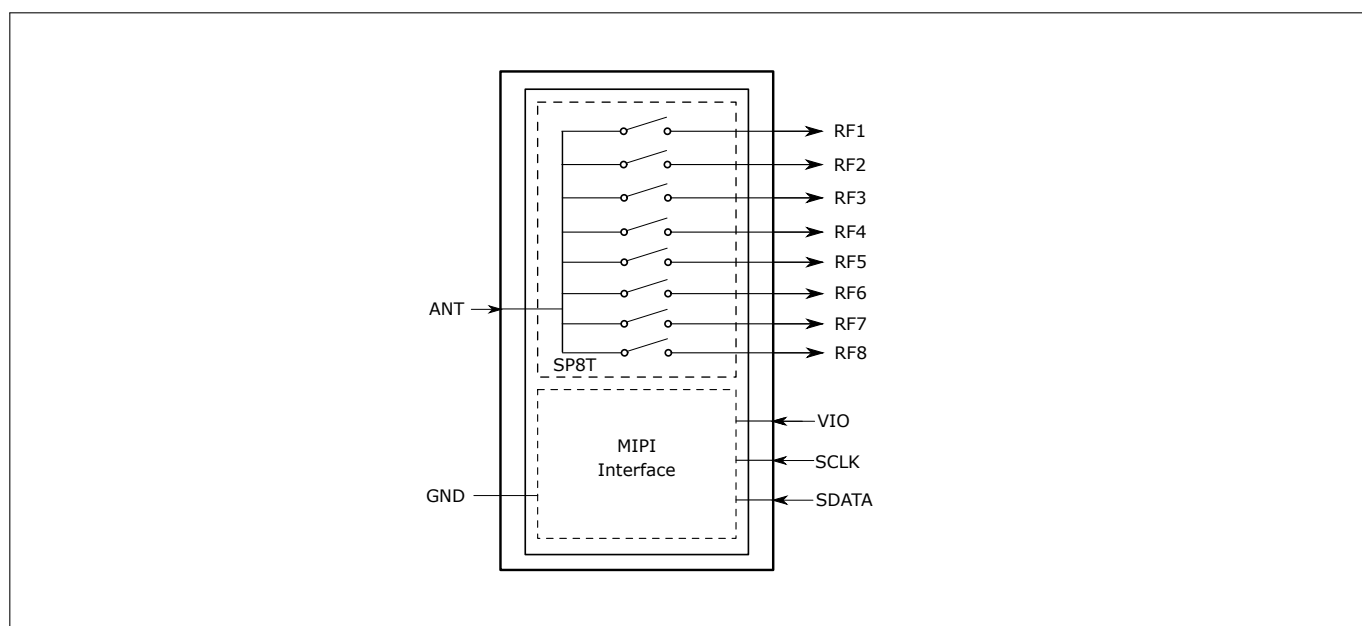 RF1
RF2
RF3
RF4
RF5
RF6
ANT
RF7
RF8
SP8T
VIO
MIPI
Interface
SCLK
GND
SDATA